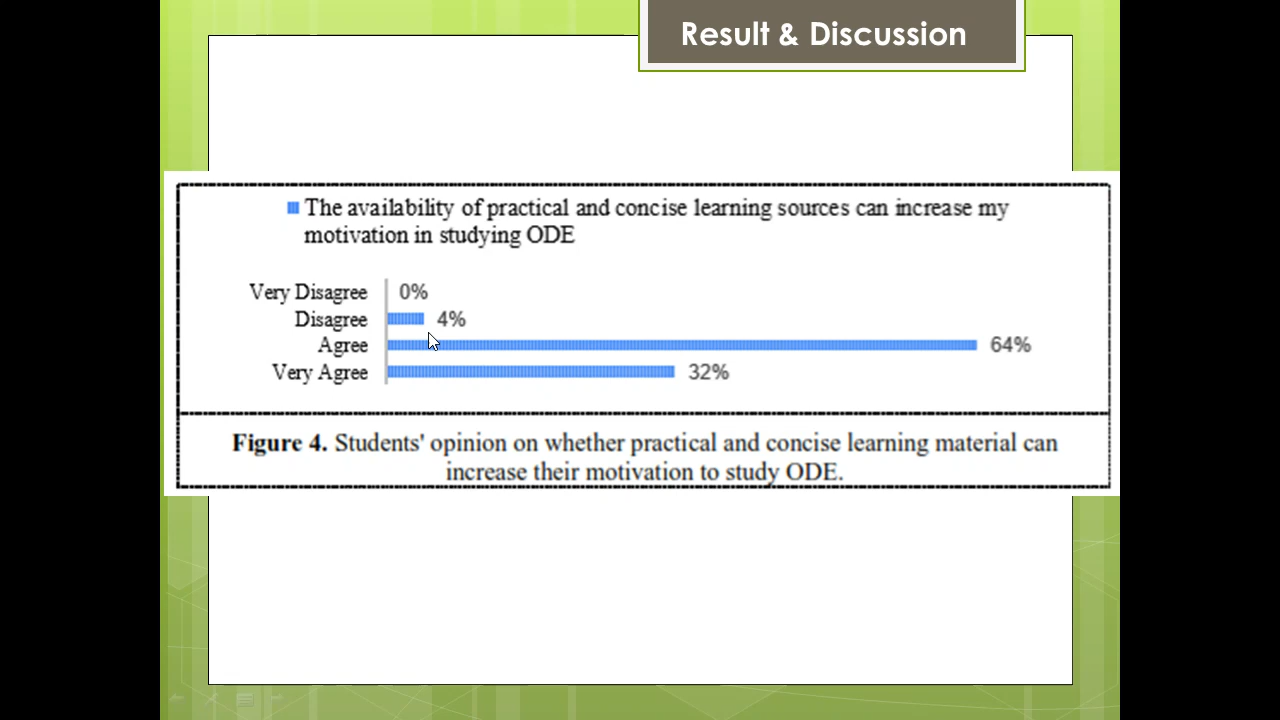 Result & Discussion
The availability of practical and concise learning sources can increase my
motivation in studying ODE
Very Disagree 0%
Disagree 4%
Agree 64%
Very Agree 32%
Figure 4. Students' opinion on whether practical and concise learning material can
increase their motivation to study ODE.